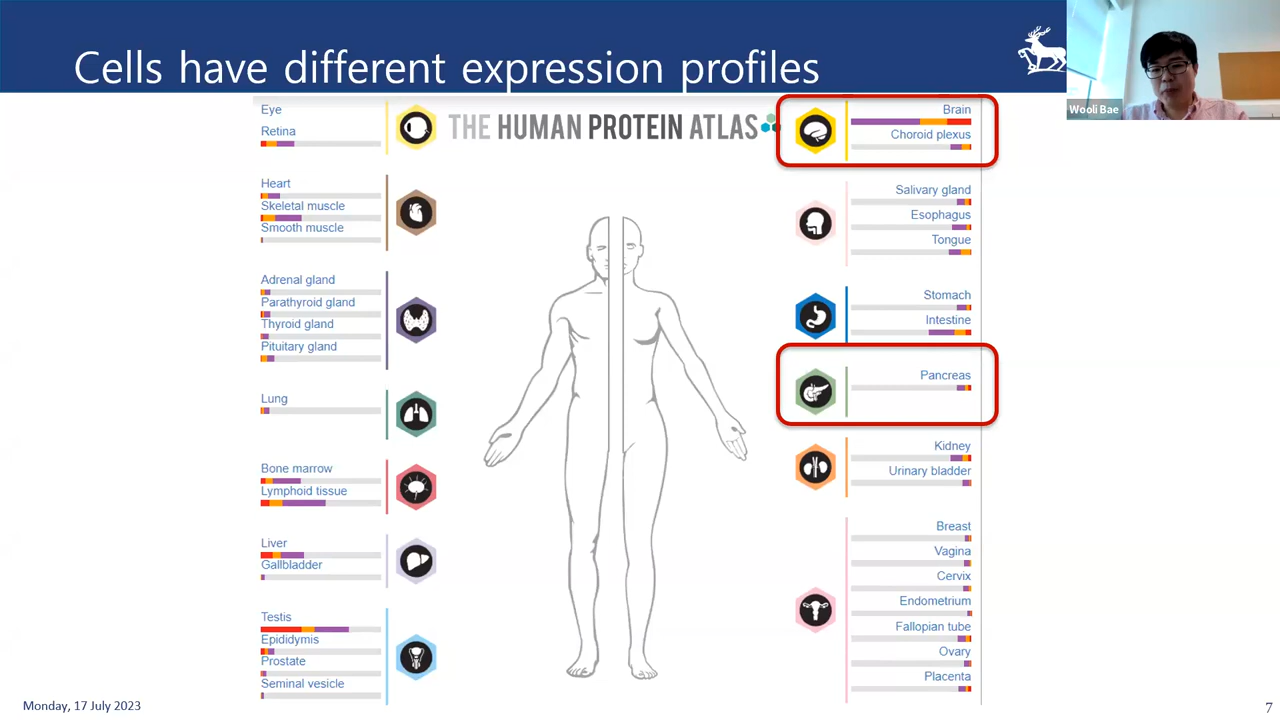 Cells have different expression profiles
Wooli Bae
THE HUMAN PROTEIN ATLAS
Eye
Retina
Heart
Skeletal muscle
Smooth muscle
Adrenal gland
Parathyroid gland
Thyroid gland
Pituitary gland
Lung
Bone marrow
Lymphoid tissue
Liver
Gallbladder
Testis
Epididymis
Prostate
Seminal vesicle
Brain
Choroid plexus
Salivary gland
Esophagus
Tongue
Stomach
Intestine
Pancreas
Kidney
Urinary bladder
Breast
Vagina
Cervix
Endometrium
Fallopian tube
Ovary
Placenta
Monday, 17 July 2023
7